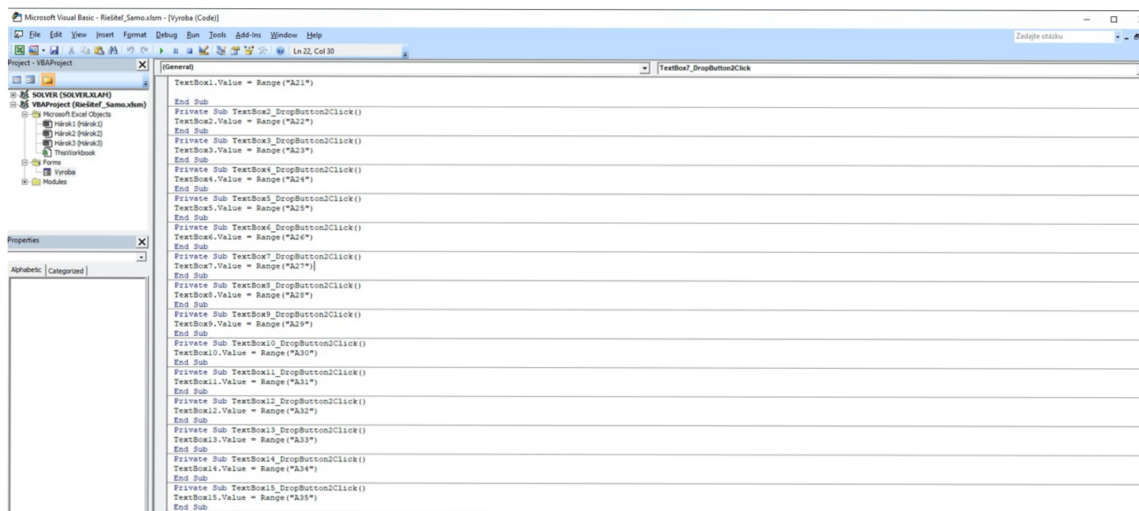 Microsoft Visual Basic - Riešiteľ_Samo.xlsm - [Vyroba (Code)]
File Edit View Insert Format Debug Run Tools Add-Ins Window Help
Zadajte otázku
Ln 22, Col 30
Project - VBAProject
SOLVER (SOLVER.XLAM)
VBAProject (Riešiteľ_Samo.xlsm)
Microsoft Excel Objects
Hárok1 (Hárok1)
Hárok2 (Hárok2)
Hárok3 (Hárok3)
ThisWorkbook
Forms
Vyroba
Modules
Properties
Alphabetic Categorized
(General)
TextBox7_DropButton2Click
TextBox1.Value = Range("A21")
End Sub
Private Sub TextBox2_DropButton2Click()
TextBox2.Value = Range("A22")
End Sub
Private Sub TextBox3_DropButton2Click()
TextBox3.Value = Range("A23")
End Sub
Private Sub TextBox4_DropButton2Click()
TextBox4.Value = Range("A24")
End Sub
Private Sub TextBox5_DropButton2Click()
TextBox5.Value = Range("A25")
End Sub
Private Sub TextBox6_DropButton2Click()
TextBox6.Value = Range("A26")
End Sub
Private Sub TextBox7_DropButton2Click()
TextBox7.Value = Range("A27")
End Sub
Private Sub TextBox8_DropButton2Click()
TextBox8.Value = Range("A28")
End Sub
Private Sub TextBox9_DropButton2Click()
TextBox9.Value = Range("A29")
End Sub
Private Sub TextBox10_DropButton2Click()
TextBox10.Value = Range("A30")
End Sub
Private Sub TextBox11_DropButton2Click()
TextBox11.Value = Range("A31")
End Sub
Private Sub TextBox12_DropButton2Click()
TextBox12.Value = Range("A32")
End Sub
Private Sub TextBox13_DropButton2Click()
TextBox13.Value = Range("A33")
End Sub
Private Sub TextBox14_DropButton2Click()
TextBox14.Value = Range("A34")
End Sub
Private Sub TextBox15_DropButton2Click()
TextBox15.Value = Range("A35")
End Sub